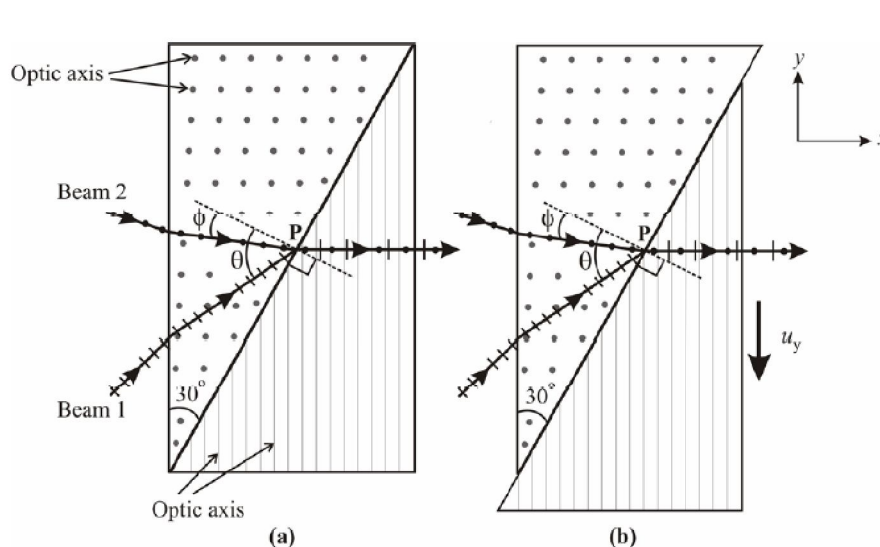 Optic axis
Beam 2
ϕ
P
θ
30°
Beam 1
Optic axis
(a)
ϕ
P
θ
30°
(b)
y
u_y